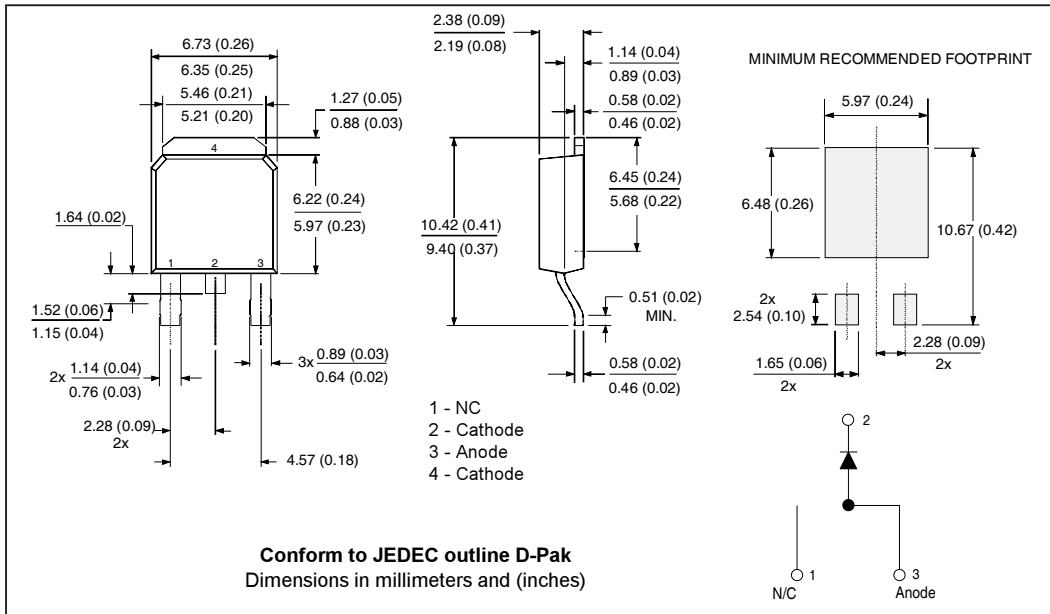 6.73 (0.26)
6.35 (0.25)
5.46 (0.21)
5.21 (0.20)
1.27 (0.05)
0.88 (0.03)
4
6.22 (0.24)
5.97 (0.23)
1.64 (0.02)
1
2
3
1.52 (0.06)
1.15 (0.04)
2x 1.14 (0.04)
0.76 (0.03)
3x 0.89 (0.03)
0.64 (0.02)
2.28 (0.09)
2x
4.57 (0.18)
2.38 (0.09)
2.19 (0.08)
1.14 (0.04)
0.89 (0.03)
0.58 (0.02)
0.46 (0.02)
6.45 (0.24)
5.68 (0.22)
10.42 (0.41)
9.40 (0.37)
0.51 (0.02)
MIN.
0.58 (0.02)
0.46 (0.02)
1 - NC
2 - Cathode
3 - Anode
4 - Cathode
MINIMUM RECOMMENDED FOOTPRINT
5.97 (0.24)
6.48 (0.26)
10.67 (0.42)
2x
2.54 (0.10)
2.28 (0.09)
2x
1.65 (0.06)
2x
2
1
N/C
3
Anode
Conform to JEDEC outline D-Pak
Dimensions in millimeters and (inches)